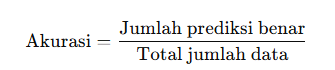 Akurasi = Jumlah prediksi benar / Total jumlah data